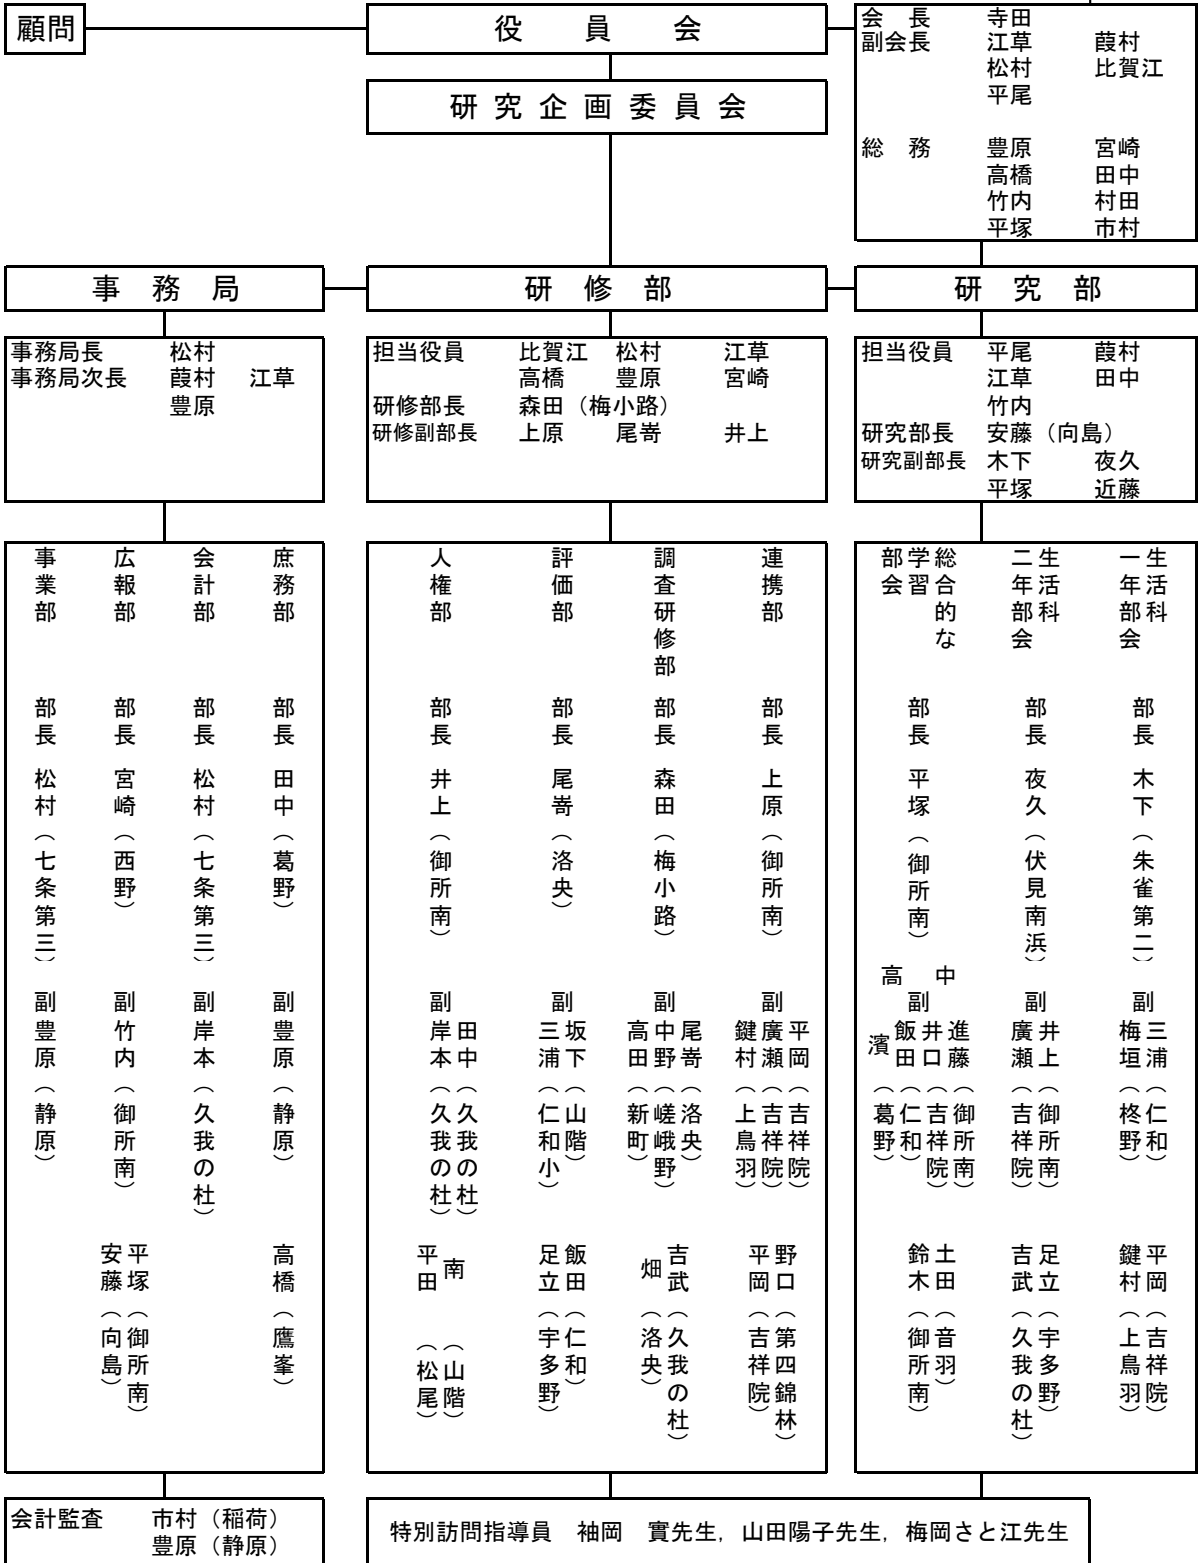 顧問
役員会
会長 寺田
副会長 江草 葭村
松村 比賀江
平尾
総務 豊原 宮崎
高橋 田中
竹内 村田
平塚 市村
研究企画委員会
事務局
研修部
研究部
事務局長 松村
事務局次長 葭村 江草
豊原
担当役員 比賀江 松村 江草
高橋 豊原 宮崎
研修部長 森田(梅小路)
研修副部長 上原 尾嵜 井上
担当役員 平尾 葭村
江草 田中
竹内
研究部長 安藤(向島)
研究副部長 木下 夜久
平塚 近藤
庶務部 部長 田中(葛野) 副 豊原(静原) 高橋(鷹峯)
会計部 部長 松村(七条第三) 副 岸本(久我の杜)
広報部 部長 宮崎(西野) 副 竹内(御所南)
平塚(御所南)
安藤(向島)
事業部 部長 松村(七条第三) 副 豊原(静原)
連携部 部長 上原(御所南) 副
平岡(吉祥院) 野口(第四錦林)
廣瀬(吉祥院) 平岡(吉祥院)
鍵村(上鳥羽)
調査研修部 部長 森田(梅小路) 副
尾嵜(洛央) 吉武(久我の杜)
中野(嵯峨野) 畑(洛央)
高田(新町)
評価部 部長 尾嵜(洛央) 副
坂下(山階) 飯田(仁和)
三浦(仁和小) 足立(宇多野)
人権部 部長 井上(御所南) 副
田中(久我の杜) 南(山階)
岸本(久我の杜) 平田(松尾)
生活科
一年部会 部長 木下(朱雀第二) 副
三浦(仁和) 平岡(吉祥院)
梅垣(柊野) 鍵村(上鳥羽)
生活科
二年部会 部長 夜久(伏見南浜) 副
井上(御所南) 足立(宇多野)
廣瀬(吉祥院) 吉武(久我の杜)
総合的な
学習
部会 部長 平塚(御所南) 副
中 高
進藤(御所南) 土田(音羽)
井口(吉祥院) 鈴木(御所南)
飯田(仁和)
濱(葛野)
会計監査 市村(稲荷)
豊原(静原)
特別訪問指導員 袖岡 實先生, 山田陽子先生, 梅岡さと江先生